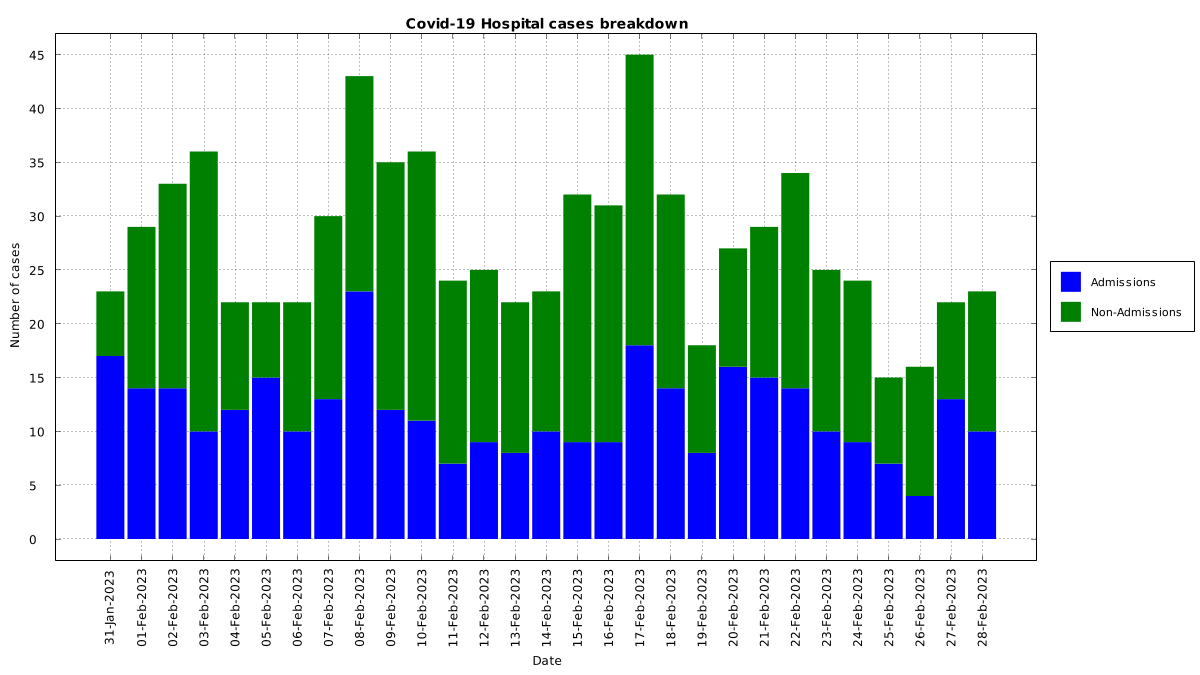 Covid-19 Hospital cases breakdown
45
40
35
30
25
20
15
10
5
0
Number of cases
31-Jan-2023
01-Feb-2023
02-Feb-2023
03-Feb-2023
04-Feb-2023
05-Feb-2023
06-Feb-2023
07-Feb-2023
08-Feb-2023
09-Feb-2023
10-Feb-2023
11-Feb-2023
12-Feb-2023
13-Feb-2023
14-Feb-2023
15-Feb-2023
16-Feb-2023
17-Feb-2023
18-Feb-2023
19-Feb-2023
20-Feb-2023
21-Feb-2023
22-Feb-2023
23-Feb-2023
24-Feb-2023
25-Feb-2023
26-Feb-2023
27-Feb-2023
28-Feb-2023
Date
Admissions
Non-Admissions